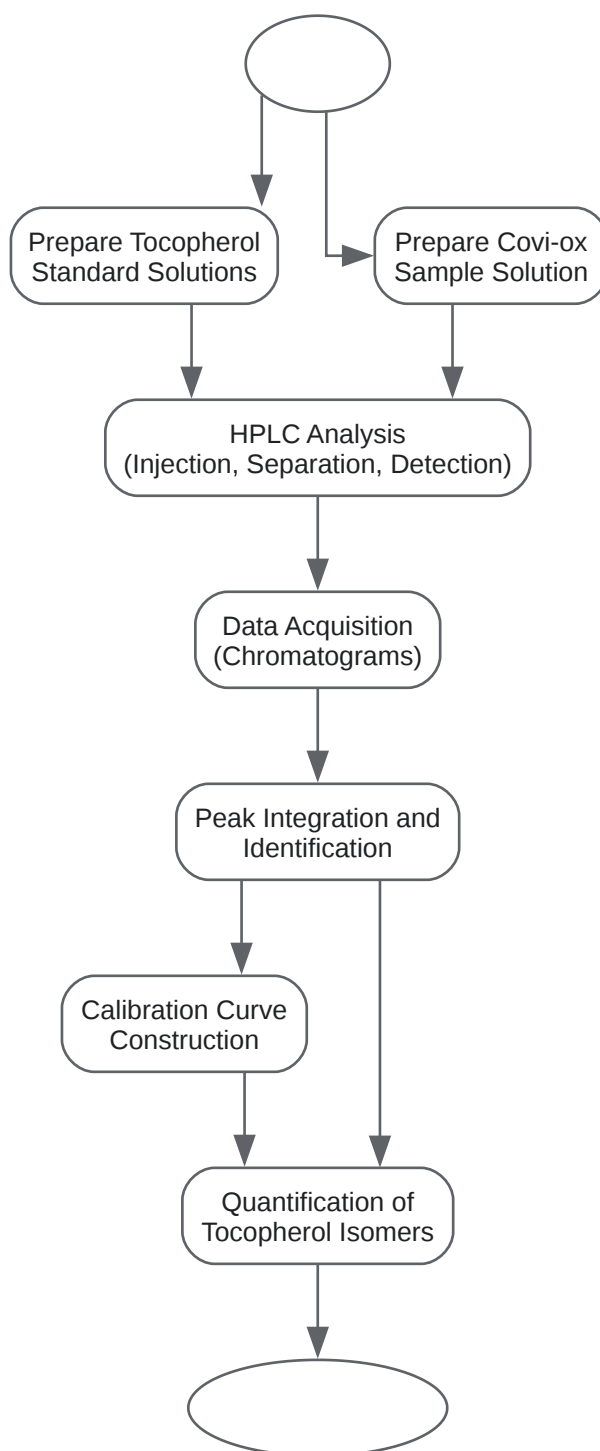 Prepare Tocopherol
Standard Solutions
Prepare Covi-ox
Sample Solution
HPLC Analysis
(Injection, Separation, Detection)
Data Acquisition
(Chromatograms)
Peak Integration and
Identification
Calibration Curve
Construction
Quantification of
Tocopherol Isomers